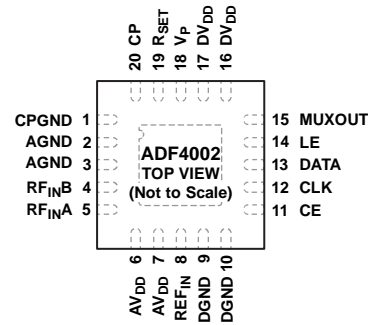 20 CP
19 RSET
18 VP
17 DVDD
16 DVDD
CPGND 1
AGND 2
AGND 3
RFINB 4
RFINA 5
ADF4002
TOP VIEW
(Not to Scale)
15 MUXOUT
14 LE
13 DATA
12 CLK
11 CE
AVDD 6
AVDD 7
REFIN 8
DGND 9
DGND 10